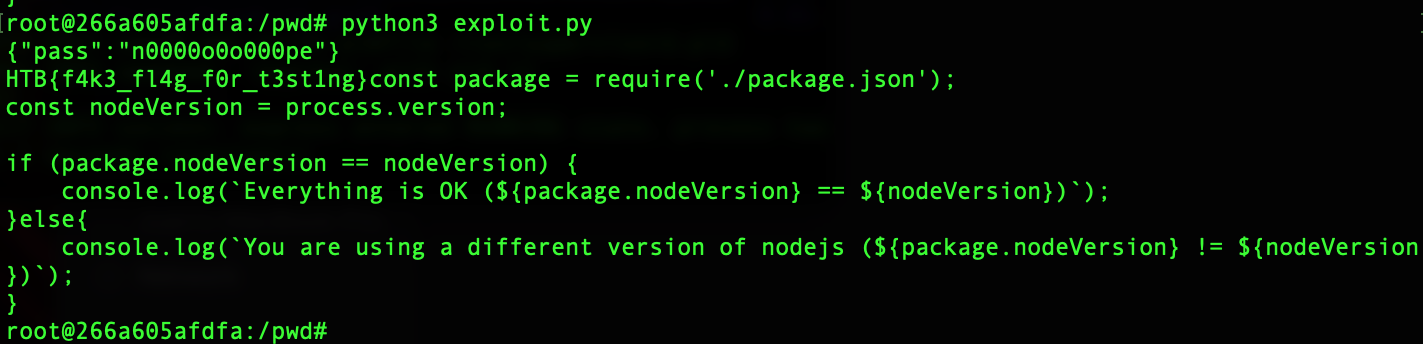 }
root@266a605afdfa:/pwd# python3 exploit.py
{"pass":"n0000o0o000pe"}
HTB{f4k3_fl4g_f0r_t3st1ng}const package = require('./package.json');
const nodeVersion = process.version;
if (package.nodeVersion == nodeVersion) {
    console.log(`Everything is OK (${package.nodeVersion} == ${nodeVersion})`);
}else{
    console.log(`You are using a different version of nodejs (${package.nodeVersion} != ${nodeVersion
})`);
}
root@266a605afdfa:/pwd#